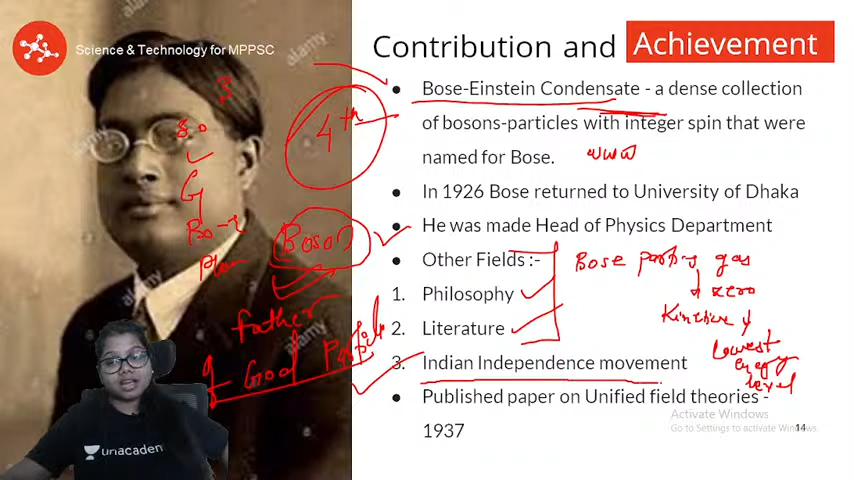 Science & Technology for MPPSC
Contribution and Achievement
• Bose-Einstein Condensate - a dense collection
of bosons-particles with integer spin that were
named for Bose.
• In 1926 Bose returned to University of Dhaka
• He was made Head of Physics Department
• Other Fields :-
1. Philosophy
2. Literature
3. Indian Independence movement
• Published paper on Unified field theories -
1937
4th
3
s.o
G
Boson
father
of God
Bose
gas
zero
lowest
energy
level
alamy
alamy
alamy
unacademy
Activate Windows
Go to Settings to activate Windows.
14